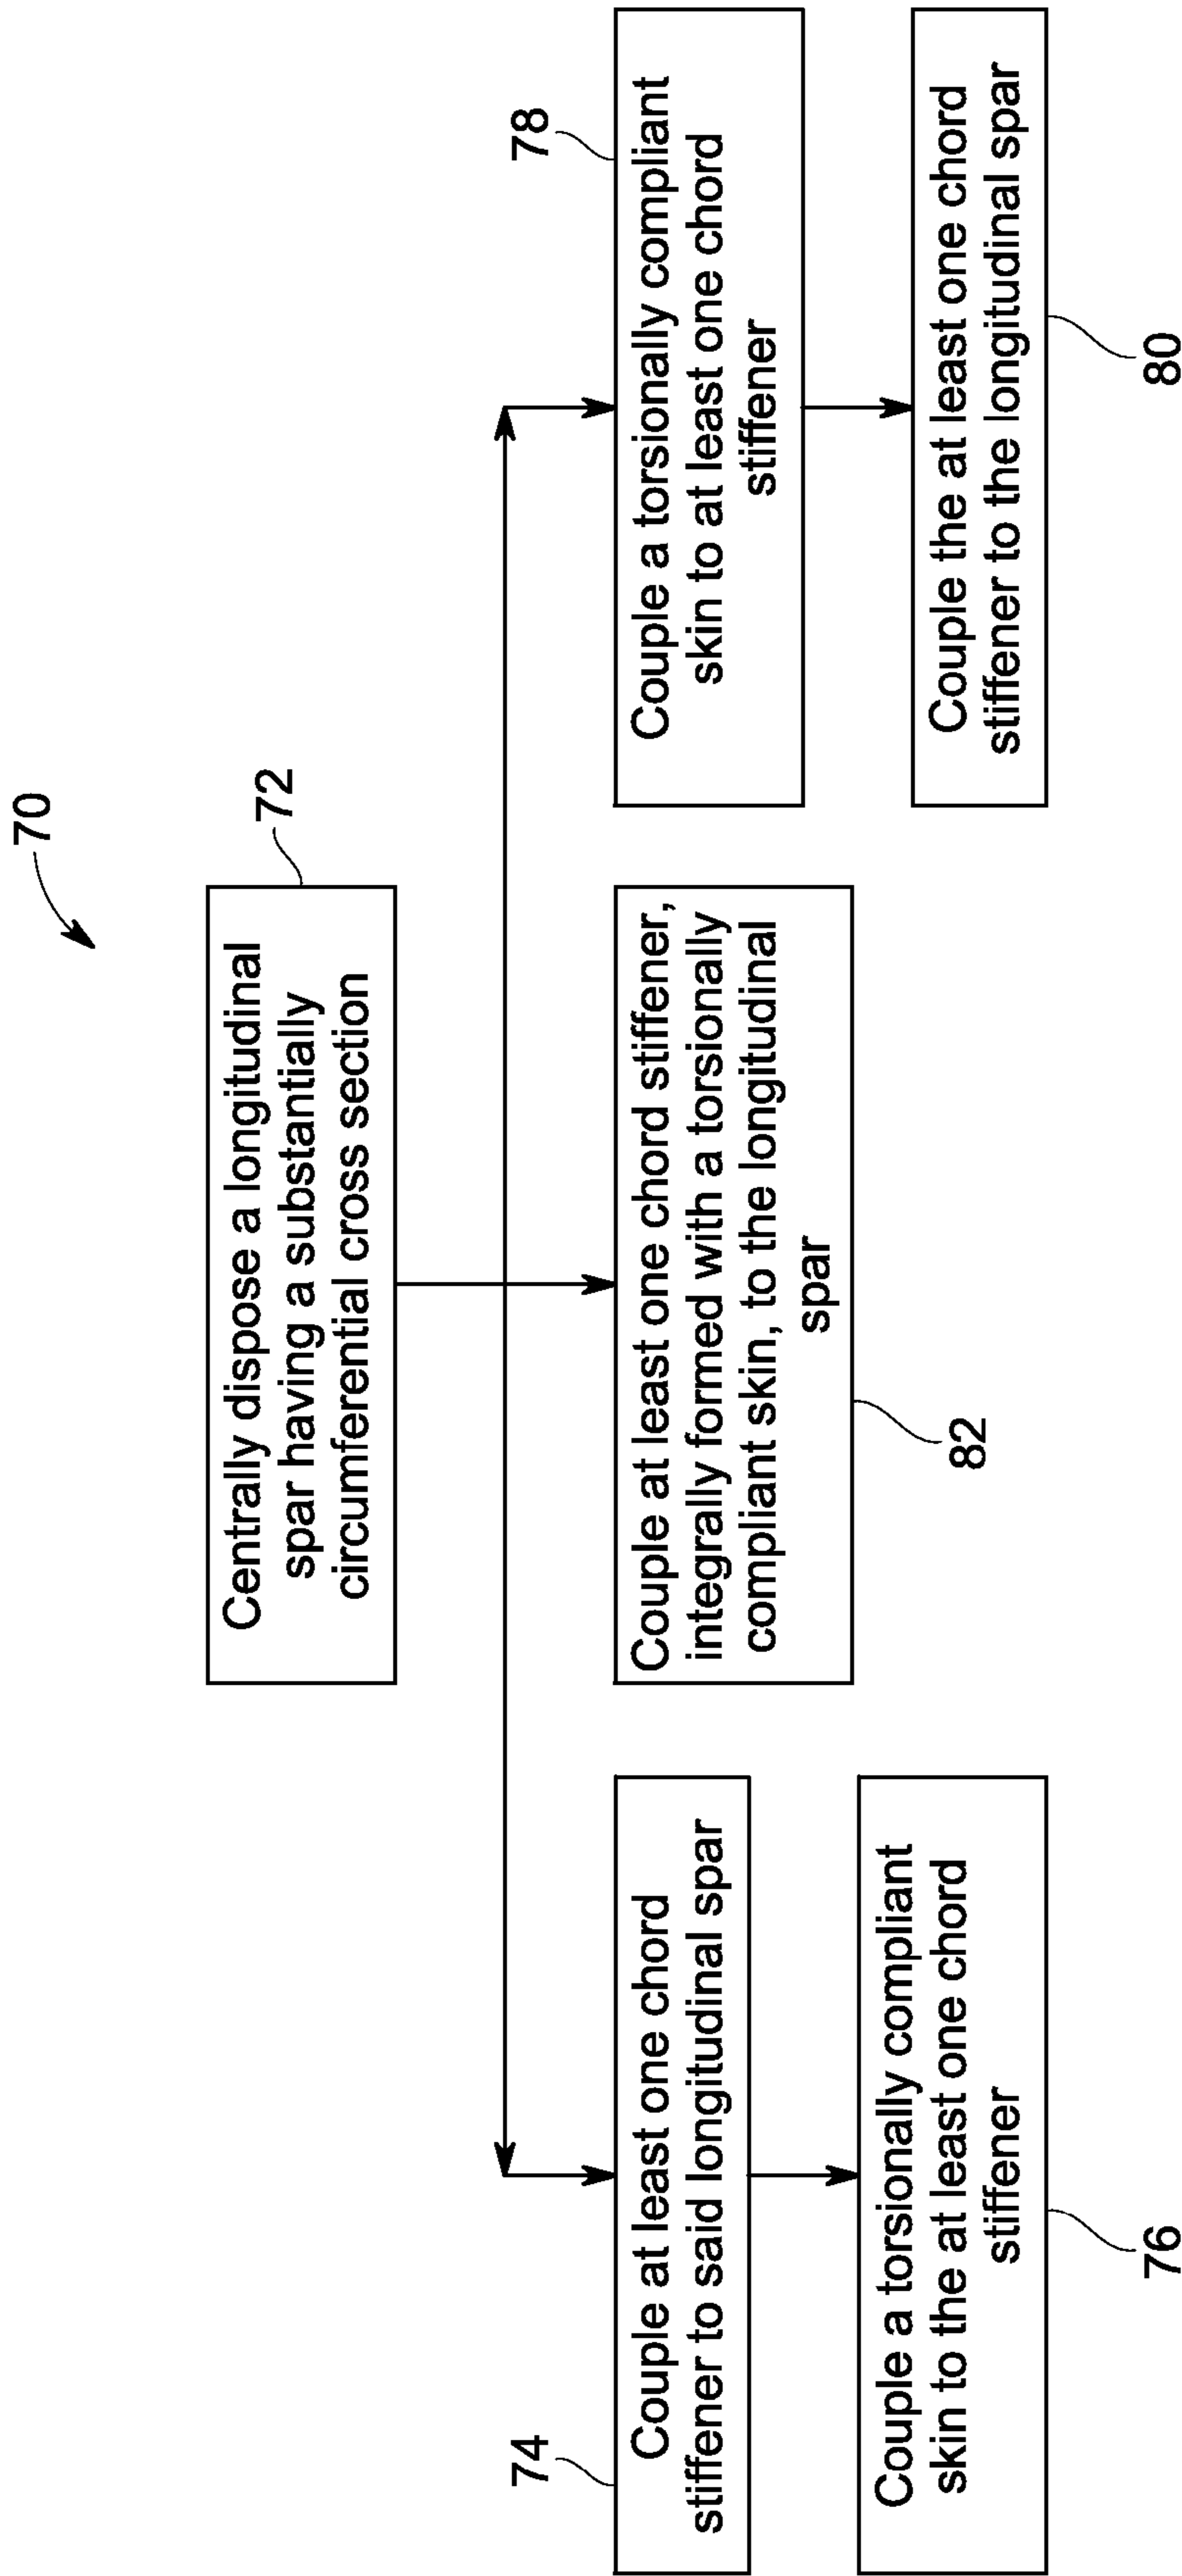 70
72
Centrally dispose a longitudinal
spar having a substantially
circumferential cross section
74
Couple at least one chord
stiffener to said longitudinal spar
Couple a torsionally compliant
skin to the at least one chord
stiffener
76
Couple at least one chord stiffener,
integrally formed with a torsionally
compliant skin, to the longitudinal
spar
82
78
Couple a torsionally compliant
skin to at least one chord
stiffener
Couple the at least one chord
stiffener to the longitudinal spar
80